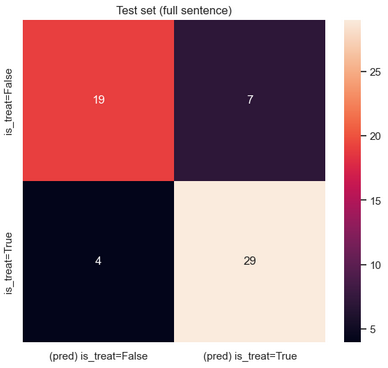 Test set (full sentence)
is_treat=False
19
7
is_treat=True
4
29
(pred) is_treat=False
(pred) is_treat=True
25
20
15
10
5